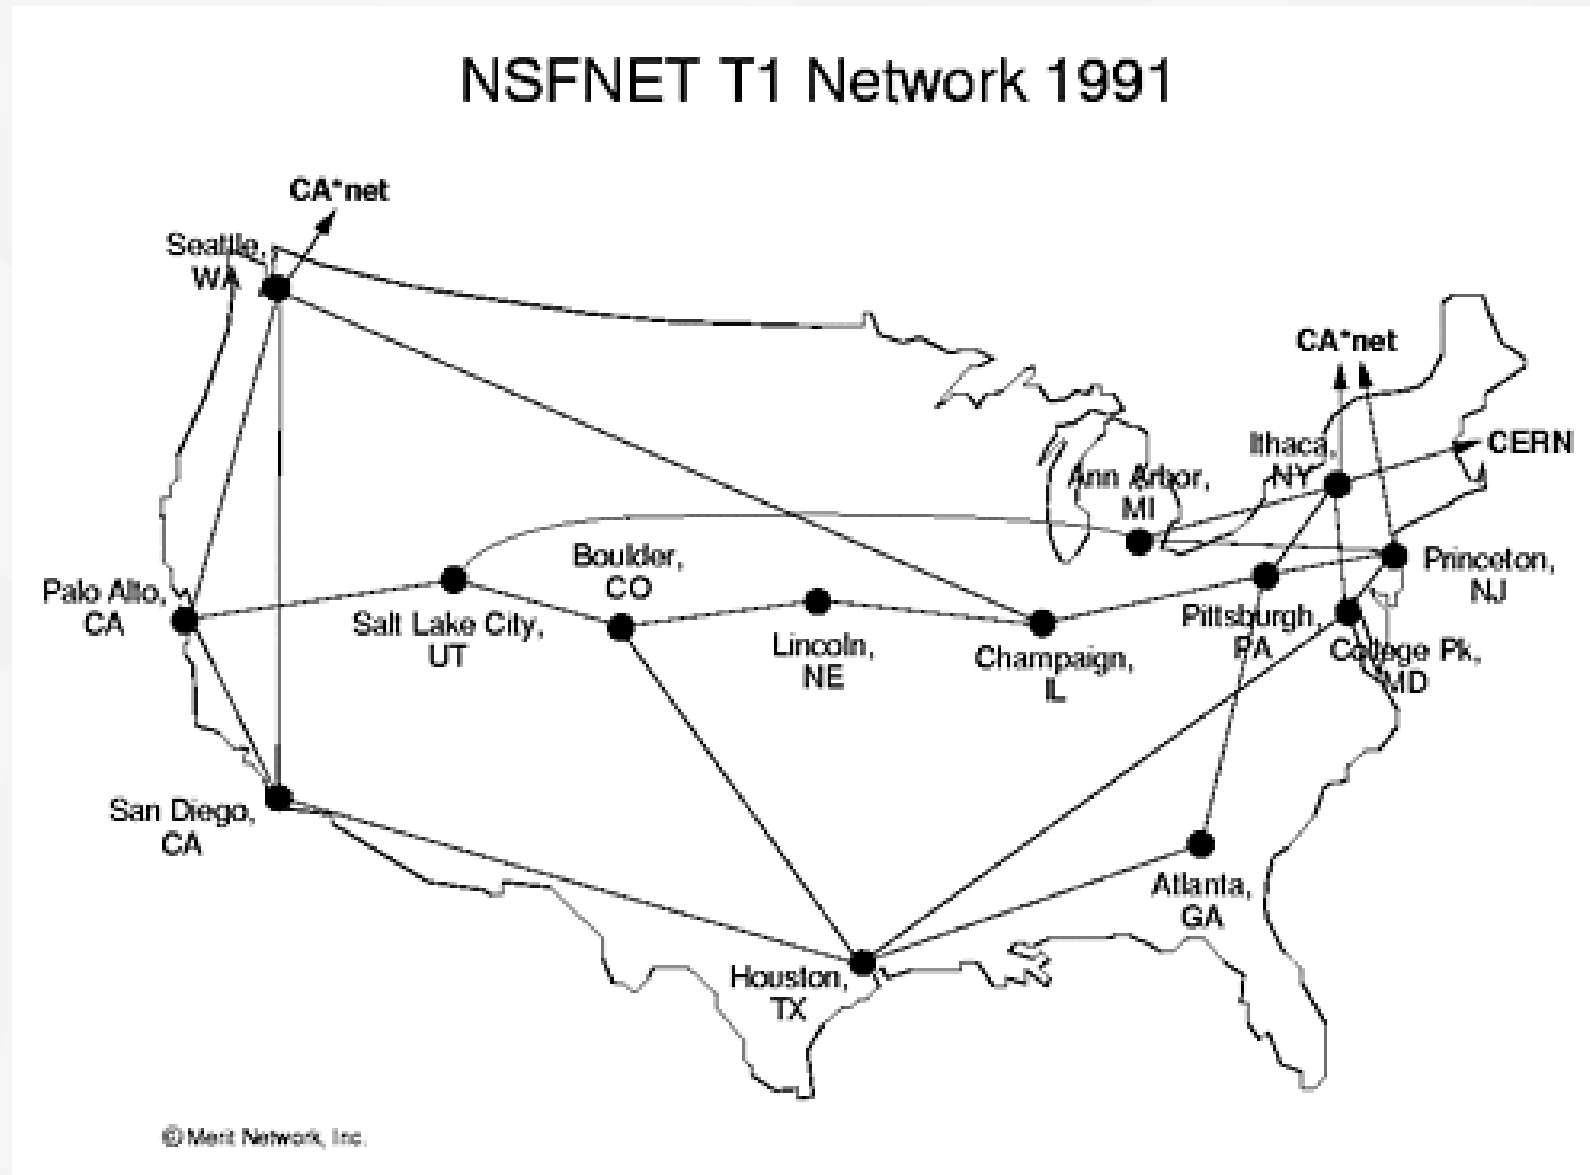 NSFNET T1 Network 1991
CA*net
Seattle,
WA
CA*net
Ithaca,
NY
CERN
Ann Arbor,
MI
Boulder,
CO
Princeton,
NJ
Palo Alto,
CA
Salt Lake City,
UT
Lincoln,
NE
Champaign,
IL
Pittsburgh,
PA
College Pk,
MD
San Diego,
CA
Atlanta,
GA
Houston,
TX
© Merit Network, Inc.